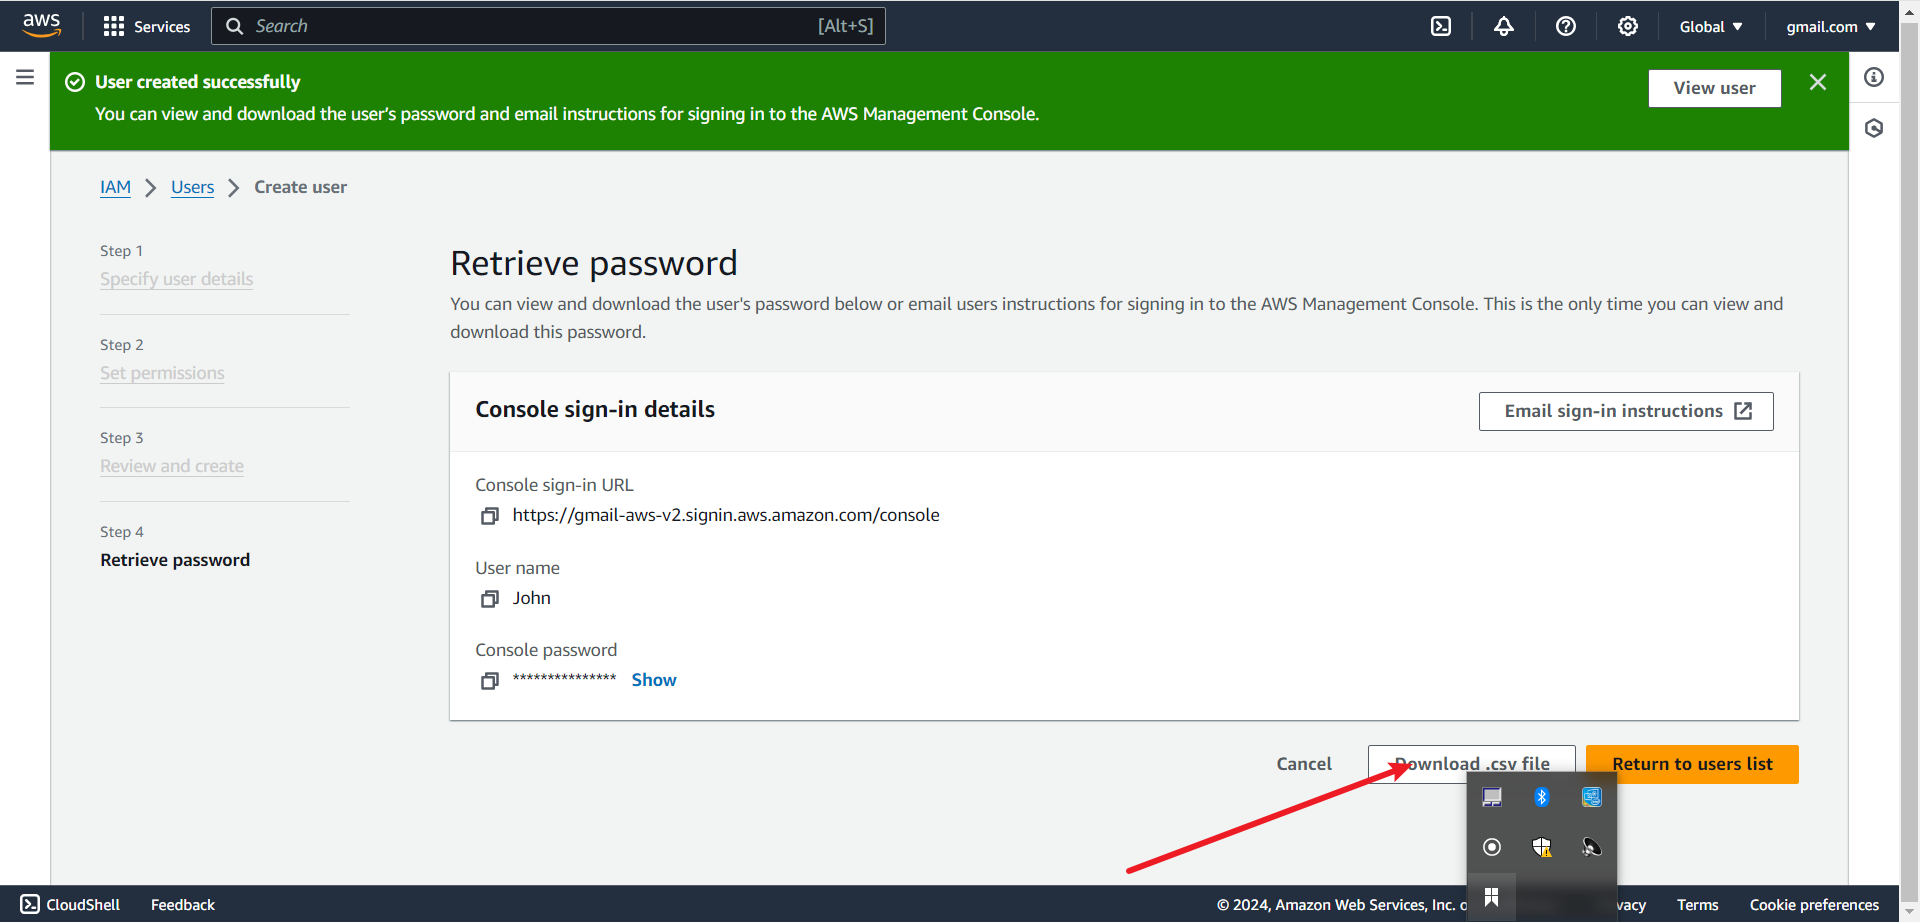 aws
Services
Search
[Alt+S]
Global
gmail.com
User created successfully
You can view and download the user’s password and email instructions for signing in to the AWS Management Console.
View user
IAM
Users
Create user
Step 1
Specify user details
Step 2
Set permissions
Step 3
Review and create
Step 4
Retrieve password
Retrieve password
You can view and download the user's password below or email users instructions for signing in to the AWS Management Console. This is the only time you can view and
download this password.
Console sign-in details
Email sign-in instructions
Console sign-in URL
https://gmail-aws-v2.signin.aws.amazon.com/console
User name
John
Console password
*************** Show
Cancel
Download .csv file
Return to users list
CloudShell
Feedback
© 2024, Amazon Web Services, Inc.
Terms
Cookie preferences